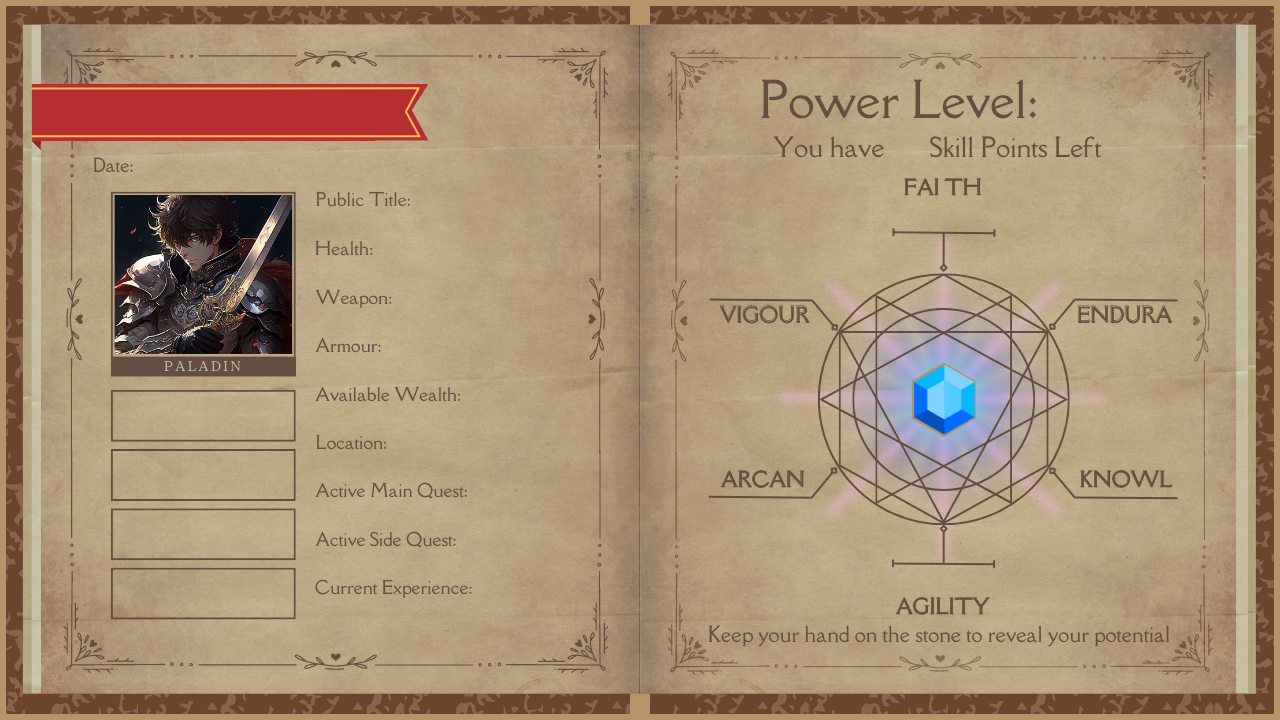 Date:
PALADIN
Public Title:
Health:
Weapon:
Armour:
Available Wealth:
Location:
Active Main Quest:
Active Side Quest:
Current Experience:
Power Level:
You have Skill Points Left
FAI TH
VIGOUR
ENDURA
ARCAN
KNOWL
AGILITY
Keep your hand on the stone to reveal your potential